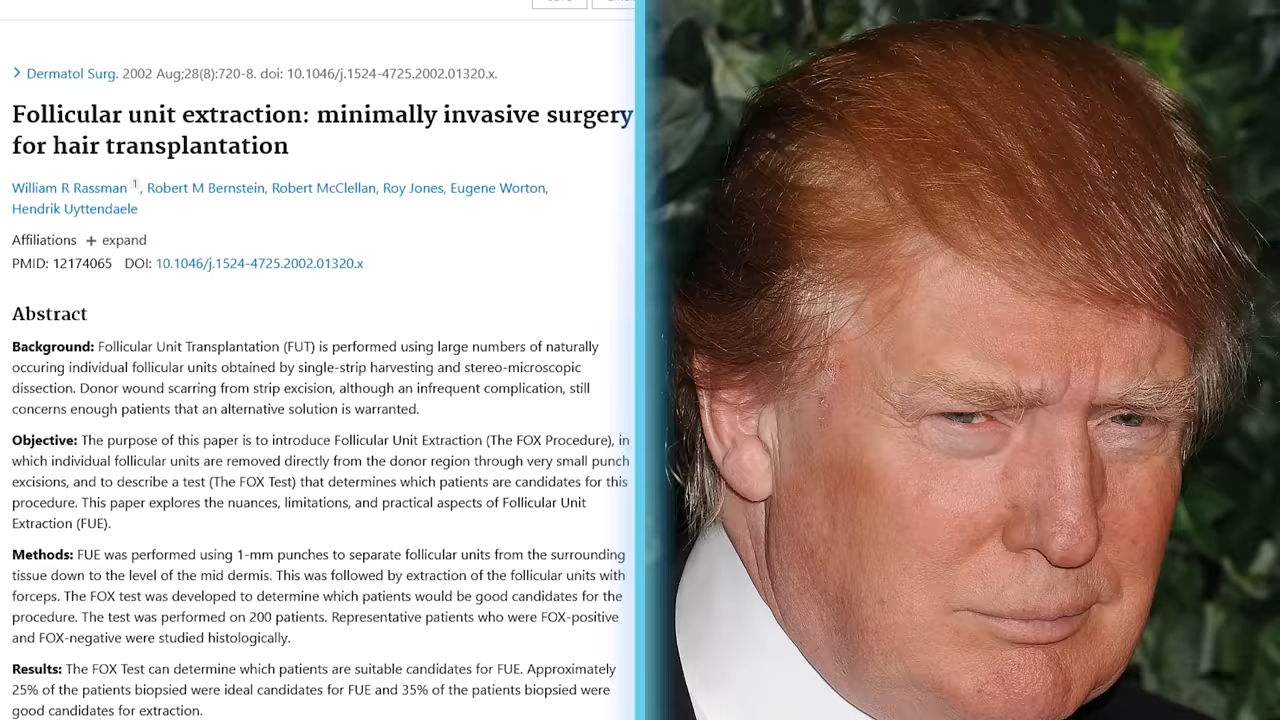 Dermatol Surg. 2002 Aug;28(8):720-8. doi: 10.1046/j.1524-4725.2002.01320.x.
Follicular unit extraction: minimally invasive surgery
for hair transplantation
William R Rassman 1, Robert M Bernstein, Robert McClellan, Roy Jones, Eugene Worton,
Hendrik Uyttendaele
Affiliations + expand
PMID: 12174065 DOI: 10.1046/j.1524-4725.2002.01320.x
Abstract
Background: Follicular Unit Transplantation (FUT) is performed using large numbers of naturally
occuring individual follicular units obtained by single-strip harvesting and stereo-microscopic
dissection. Donor wound scarring from strip excision, although an infrequent complication, still
concerns enough patients that an alternative solution is warranted.
Objective: The purpose of this paper is to introduce Follicular Unit Extraction (The FOX Procedure), in
which individual follicular units are removed directly from the donor region through very small punch
excisions, and to describe a test (The FOX Test) that determines which patients are candidates for this
procedure. This paper explores the nuances, limitations, and practical aspects of Follicular Unit
Extraction (FUE).
Methods: FUE was performed using 1-mm punches to separate follicular units from the surrounding
tissue down to the level of the mid dermis. This was followed by extraction of the follicular units with
forceps. The FOX test was developed to determine which patients would be good candidates for the
procedure. The test was performed on 200 patients. Representative patients who were FOX-positive
and FOX-negative were studied histologically.
Results: The FOX Test can determine which patients are suitable candidates for FUE. Approximately
25% of the patients biopsied were ideal candidates for FUE and 35% of the patients biopsied were
good candidates for extraction.